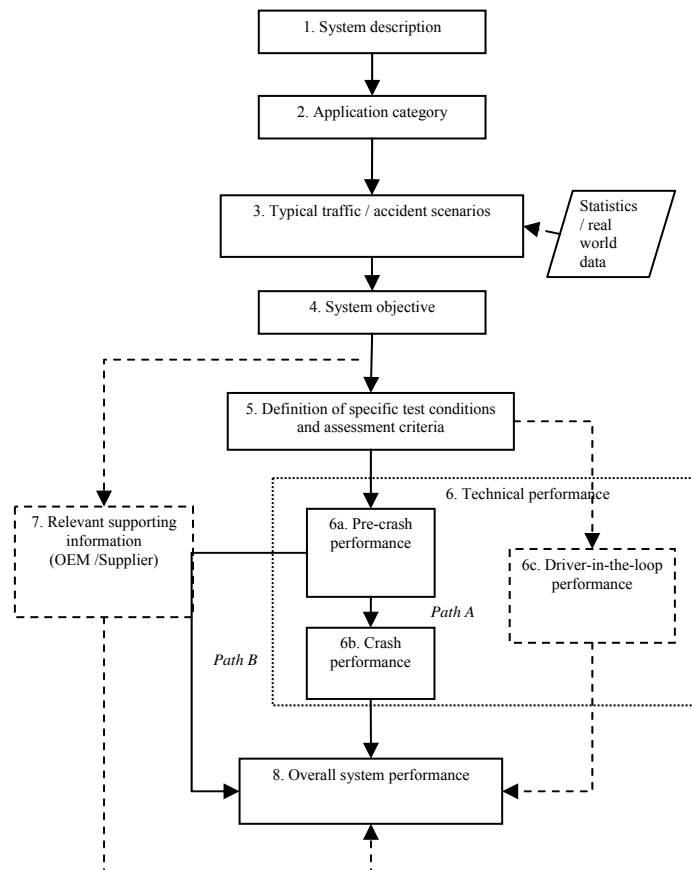 1. System description
2. Application category
3. Typical traffic / accident scenarios
Statistics
/ real
world
data
4. System objective
5. Definition of specific test conditions
and assessment criteria
6. Technical performance
7. Relevant supporting
information
(OEM /Supplier)
6a. Pre-crash
performance
6c. Driver-in-the-loop
performance
Path A
6b. Crash
performance
Path B
8. Overall system performance